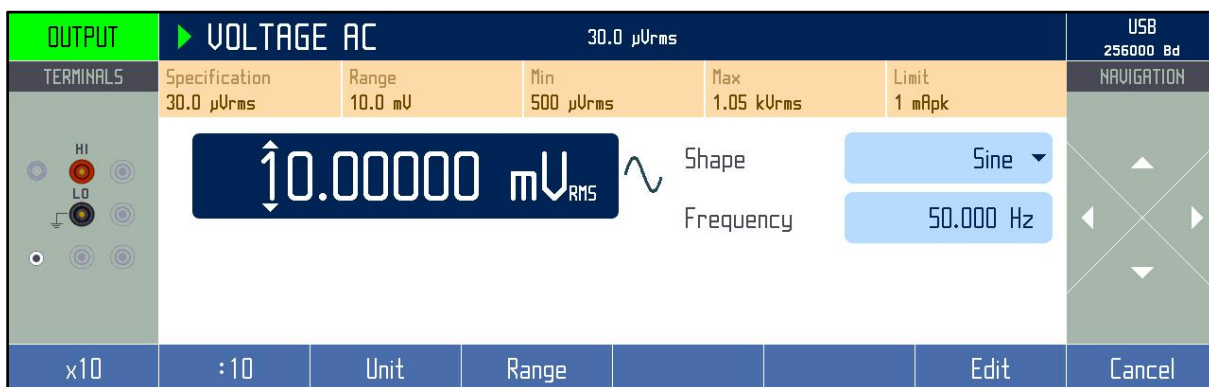 OUTPUT
VOLTAGE AC
30.0 µVrms
USB
256000 Bd
TERMINALS
Specification
30.0 µVrms
Range
10.0 mV
Min
500 µVrms
Max
1.05 kVrms
Limit
1 mApk
NAVIGATION
HI
LO
10.00000 mVRMS
Shape
Sine
Frequency
50.000 Hz
x10
:10
Unit
Range
Edit
Cancel